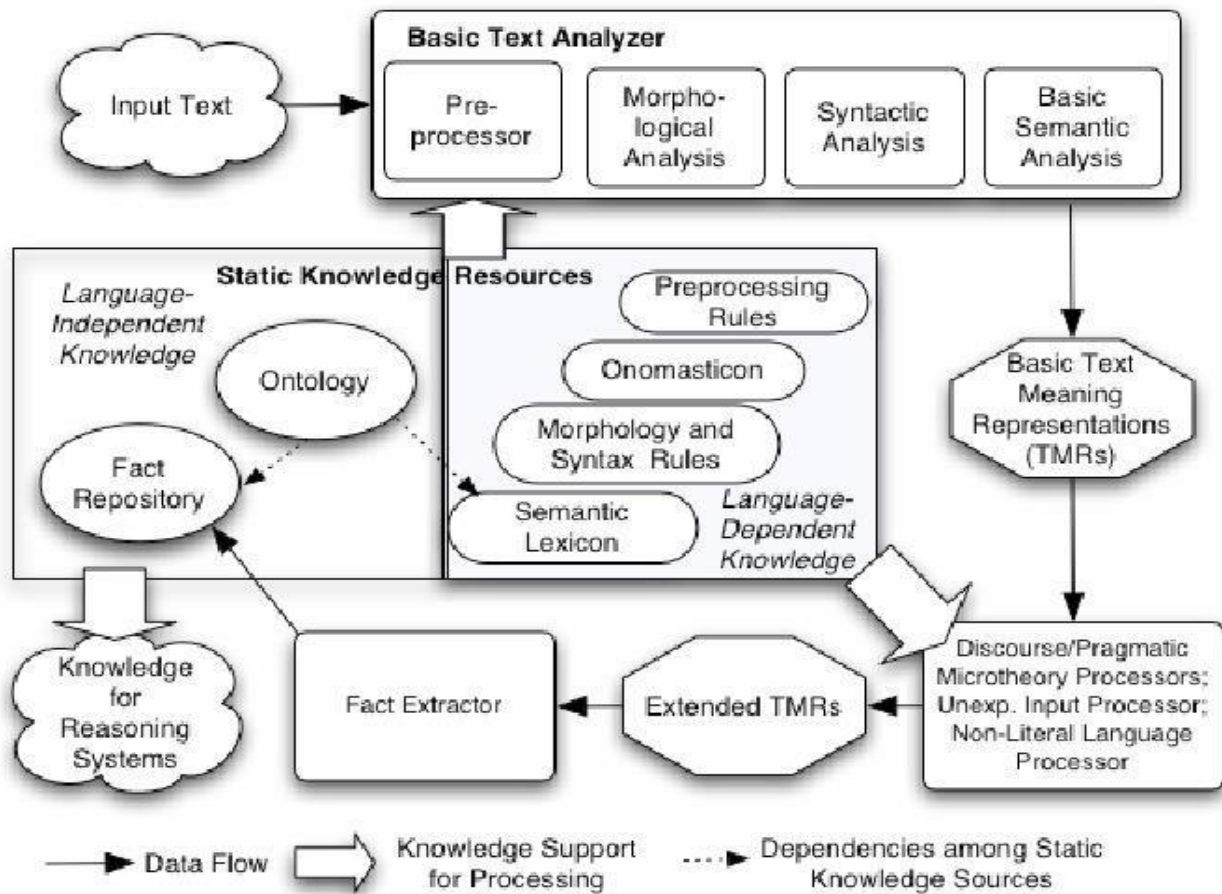 Basic Text Analyzer
Input Text
Pre-
processor
Morpho-
logical
Analysis
Syntactic
Analysis
Basic
Semantic
Analysis
Static Knowledge Resources
Language-
Independent
Knowledge
Ontology
Fact
Repository
Preprocessing
Rules
Onomasticon
Morphology and
Syntax Rules
Semantic
Lexicon
Language-
Dependent
Knowledge
Basic Text
Meaning
Representations
(TMRs)
Discourse/Pragmatic
Microtheory Processors;
Unexp. Input Processor;
Non-Literal Language
Processor
Extended TMRs
Fact Extractor
Knowledge
for
Reasoning
Systems
Data Flow
Knowledge Support
for Processing
Dependencies among Static
Knowledge Sources